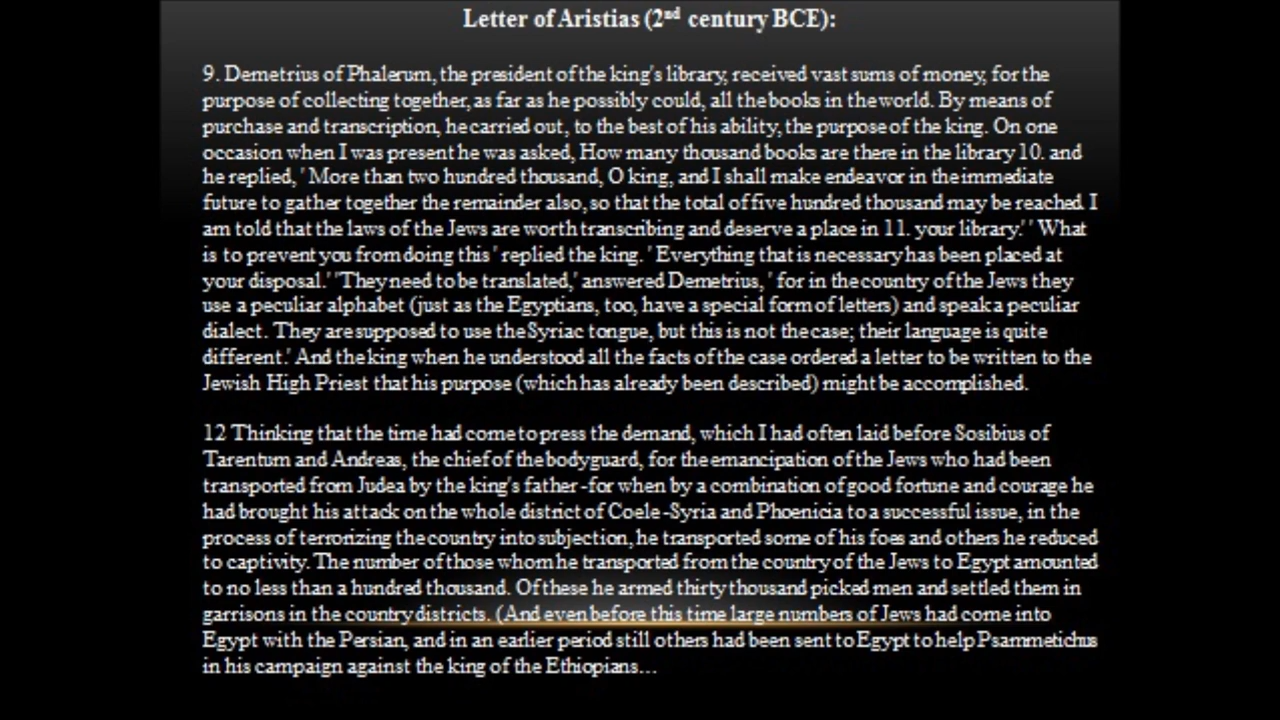 Letter of Aristias (2nd century BCE):
9. Demetrius of Phalerum, the president of the king's library, received vast sums of money, for the
purpose of collecting together, as far as he possibly could, all the books in the world. By means of
purchase and transcription, he carried out, to the best of his ability, the purpose of the king. On one
occasion when I was present he was asked, How many thousand books are there in the library 10. and
he replied, ' More than two hundred thousand, O king, and I shall make endeavor in the immediate
future to gather together the remainder also, so that the total of five hundred thousand may be reached. I
am told that the laws of the Jews are worth transcribing and deserve a place in 11. your library.' ' What
is to prevent you from doing this ' replied the king. ' Everything that is necessary has been placed at
your disposal.' 'They need to be translated,' answered Demetrius, ' for in the country of the Jews they
use a peculiar alphabet (just as the Egyptians, too, have a special form of letters) and speak a peculiar
dialect. They are supposed to use the Syriac tongue, but this is not the case; their language is quite
different.' And the king when he understood all the facts of the case ordered a letter to be written to the
Jewish High Priest that his purpose (which has already been described) might be accomplished.
12 Thinking that the time had come to press the demand, which I had often laid before Sosibius of
Tarentum and Andreas, the chief of the bodyguard, for the emancipation of the Jews who had been
transported from Judea by the king's father -for when by a combination of good fortune and courage he
had brought his attack on the whole district of Coele-Syria and Phoenicia to a successful issue, in the
process of terrorizing the country into subjection, he transported some of his foes and others he reduced
to captivity. The number of those whom he transported from the country of the Jews to Egypt amounted
to no less than a hundred thousand. Of these he armed thirty thousand picked men and settled them in
garrisons in the country districts. (And even before this time large numbers of Jews had come into
Egypt with the Persian, and in an earlier period still others had been sent to Egypt to help Psammetichus
in his campaign against the king of the Ethiopians…